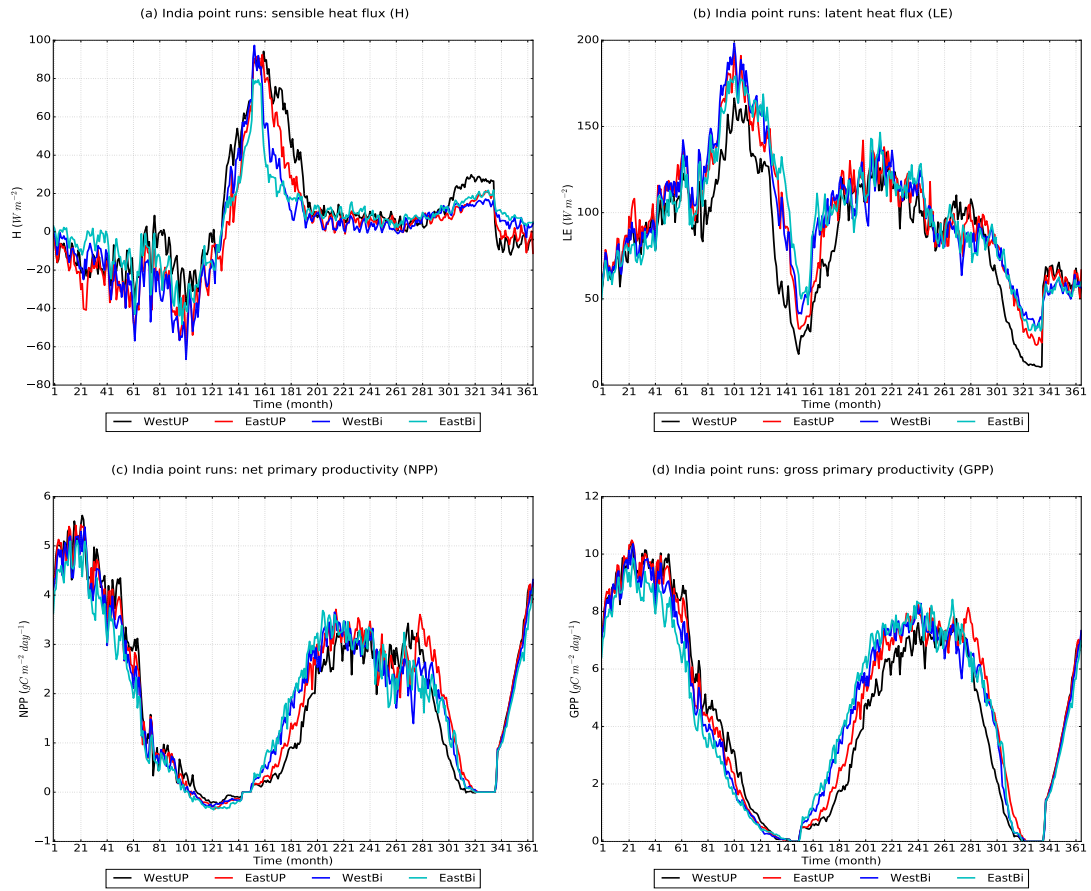 (a) India point runs: sensible heat flux (H)
100
80
60
40
20
0
−20
−40
−60
−80
H (W m⁻²)
1 21 41 61 81 101 121 141 161 181 201 221 241 261 281 301 321 341 361
Time (month)
WestUP EastUP WestBi EastBi
(b) India point runs: latent heat flux (LE)
200
150
100
50
0
LE (W m⁻²)
1 21 41 61 81 101 121 141 161 181 201 221 241 261 281 301 321 341 361
Time (month)
WestUP EastUP WestBi EastBi
(c) India point runs: net primary productivity (NPP)
6
5
4
3
2
1
0
−1
NPP (gC m⁻² day⁻¹)
1 21 41 61 81 101 121 141 161 181 201 221 241 261 281 301 321 341 361
Time (month)
WestUP EastUP WestBi EastBi
(d) India point runs: gross primary productivity (GPP)
12
10
8
6
4
2
0
GPP (gC m⁻² day⁻¹)
1 21 41 61 81 101 121 141 161 181 201 221 241 261 281 301 321 341 361
Time (month)
WestUP EastUP WestBi EastBi